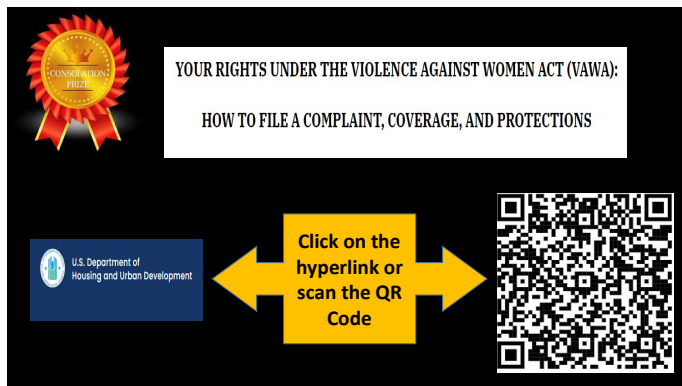 CONSOLATION
PRIZE
YOUR RIGHTS UNDER THE VIOLENCE AGAINST WOMEN ACT (VAWA):
HOW TO FILE A COMPLAINT, COVERAGE, AND PROTECTIONS
U.S. Department of
Housing and Urban Development
Click on the
hyperlink or
scan the QR
Code